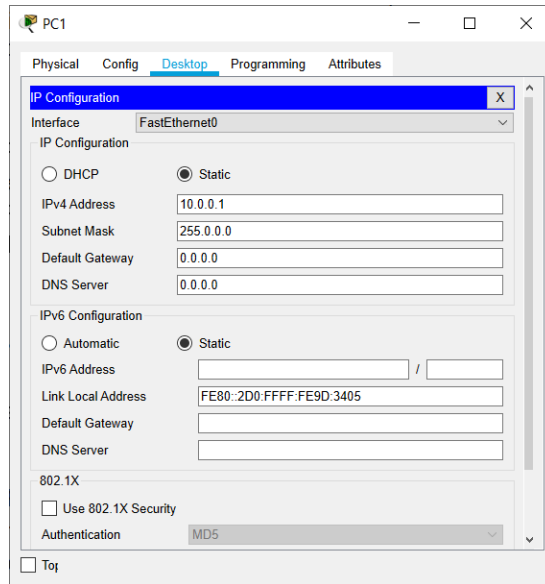 PC1
Physical Config Desktop Programming Attributes
IP Configuration X
Interface FastEthernet0
IP Configuration
DHCP Static
IPv4 Address 10.0.0.1
Subnet Mask 255.0.0.0
Default Gateway 0.0.0.0
DNS Server 0.0.0.0
IPv6 Configuration
Automatic Static
IPv6 Address /
Link Local Address FE80::2D0:FFFF:FE9D:3405
Default Gateway
DNS Server
802.1X
Use 802.1X Security
Authentication MD5
Top